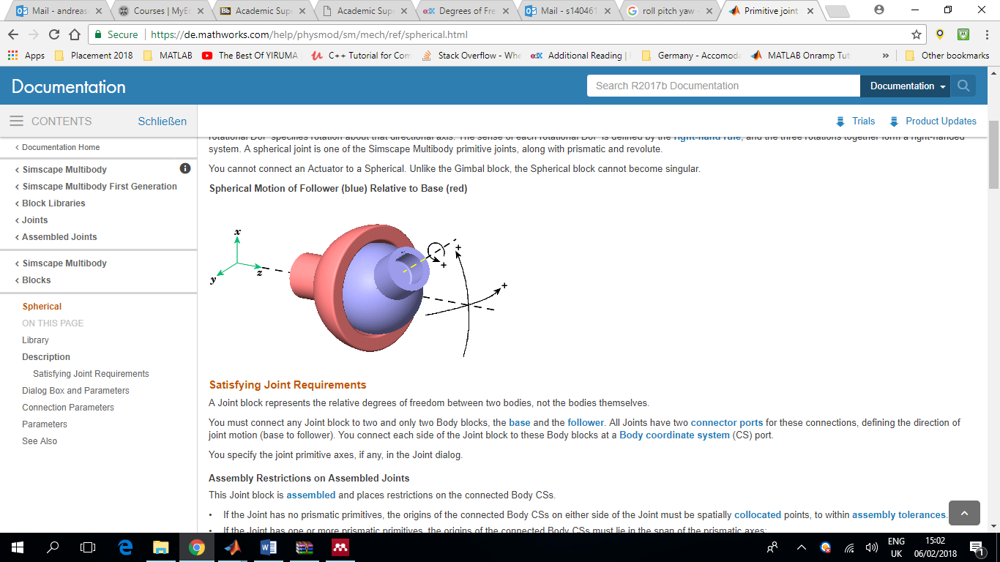 Mail - andreas
Courses | MyEd
Academic Supe
Academic Supe
Degrees of Fre
Mail - s140461
roll pitch yaw -
Primitive joint
Secure | https://de.mathworks.com/help/physmod/sm/mech/ref/spherical.html
Apps Placement 2018 MATLAB The Best Of YIRUMA C++ Tutorial for Com Stack Overflow - Whe edX Additional Reading | Germany - Accomoda MATLAB Onramp Tut » Other bookmarks
Documentation
Search R2017b Documentation
Documentation
CONTENTS Schließen
Trials Product Updates
‹ Documentation Home
‹ Simscape Multibody
‹ Simscape Multibody First Generation
‹ Block Libraries
‹ Joints
‹ Assembled Joints
‹ Simscape Multibody
‹ Blocks
Spherical
ON THIS PAGE
Library
Description
Satisfying Joint Requirements
Dialog Box and Parameters
Connection Parameters
Parameters
See Also
rotational DoF specifies rotation about that directional axis. The sense of each rotational DoF is defined by the right-hand rule, and the three rotations together form a right-handed
system. A spherical joint is one of the Simscape Multibody primitive joints, along with prismatic and revolute.
You cannot connect an Actuator to a Spherical. Unlike the Gimbal block, the Spherical block cannot become singular.
Spherical Motion of Follower (blue) Relative to Base (red)
x
y
z
+
+
+
Satisfying Joint Requirements
A Joint block represents the relative degrees of freedom between two bodies, not the bodies themselves.
You must connect any Joint block to two and only two Body blocks, the base and the follower. All Joints have two connector ports for these connections, defining the direction of
joint motion (base to follower). You connect each side of the Joint block to these Body blocks at a Body coordinate system (CS) port.
You specify the joint primitive axes, if any, in the Joint dialog.
Assembly Restrictions on Assembled Joints
This Joint block is assembled and places restrictions on the connected Body CSs.
• If the Joint has no prismatic primitives, the origins of the connected Body CSs on either side of the Joint must be spatially collocated points, to within assembly tolerances.
• If the Joint has one or more prismatic primitives, the origins of the connected Body CSs must lie in the span of the prismatic axes:
ENG
UK
15:02
06/02/2018
1